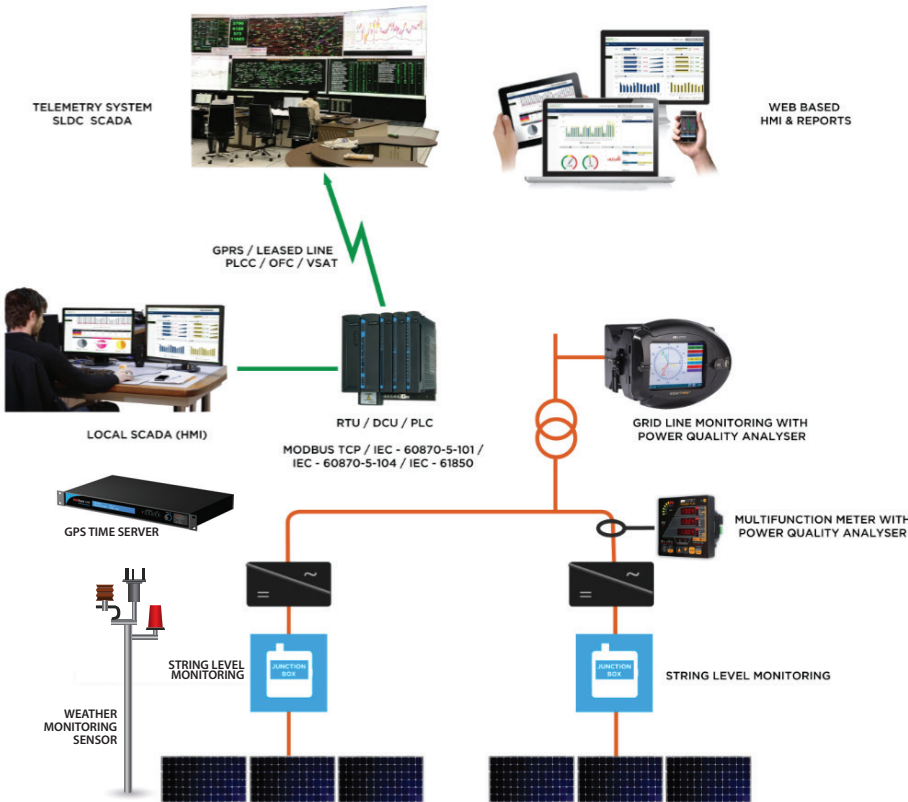 TELEMETRY SYSTEM
SLDC SCADA
WEB BASED
HMI & REPORTS
GPRS / LEASED LINE
PLCC / OFC / VSAT
LOCAL SCADA (HMI)
RTU / DCU / PLC
MODBUS TCP / IEC - 60870-5-101 /
IEC - 60870-5-104 / IEC - 61850
GRID LINE MONITORING WITH
POWER QUALITY ANALYSER
GPS TIME SERVER
MULTIFUNCTION METER WITH
POWER QUALITY ANALYSER
STRING LEVEL
MONITORING
JUNCTION
BOX
JUNCTION
BOX
STRING LEVEL MONITORING
WEATHER
MONITORING
SENSOR